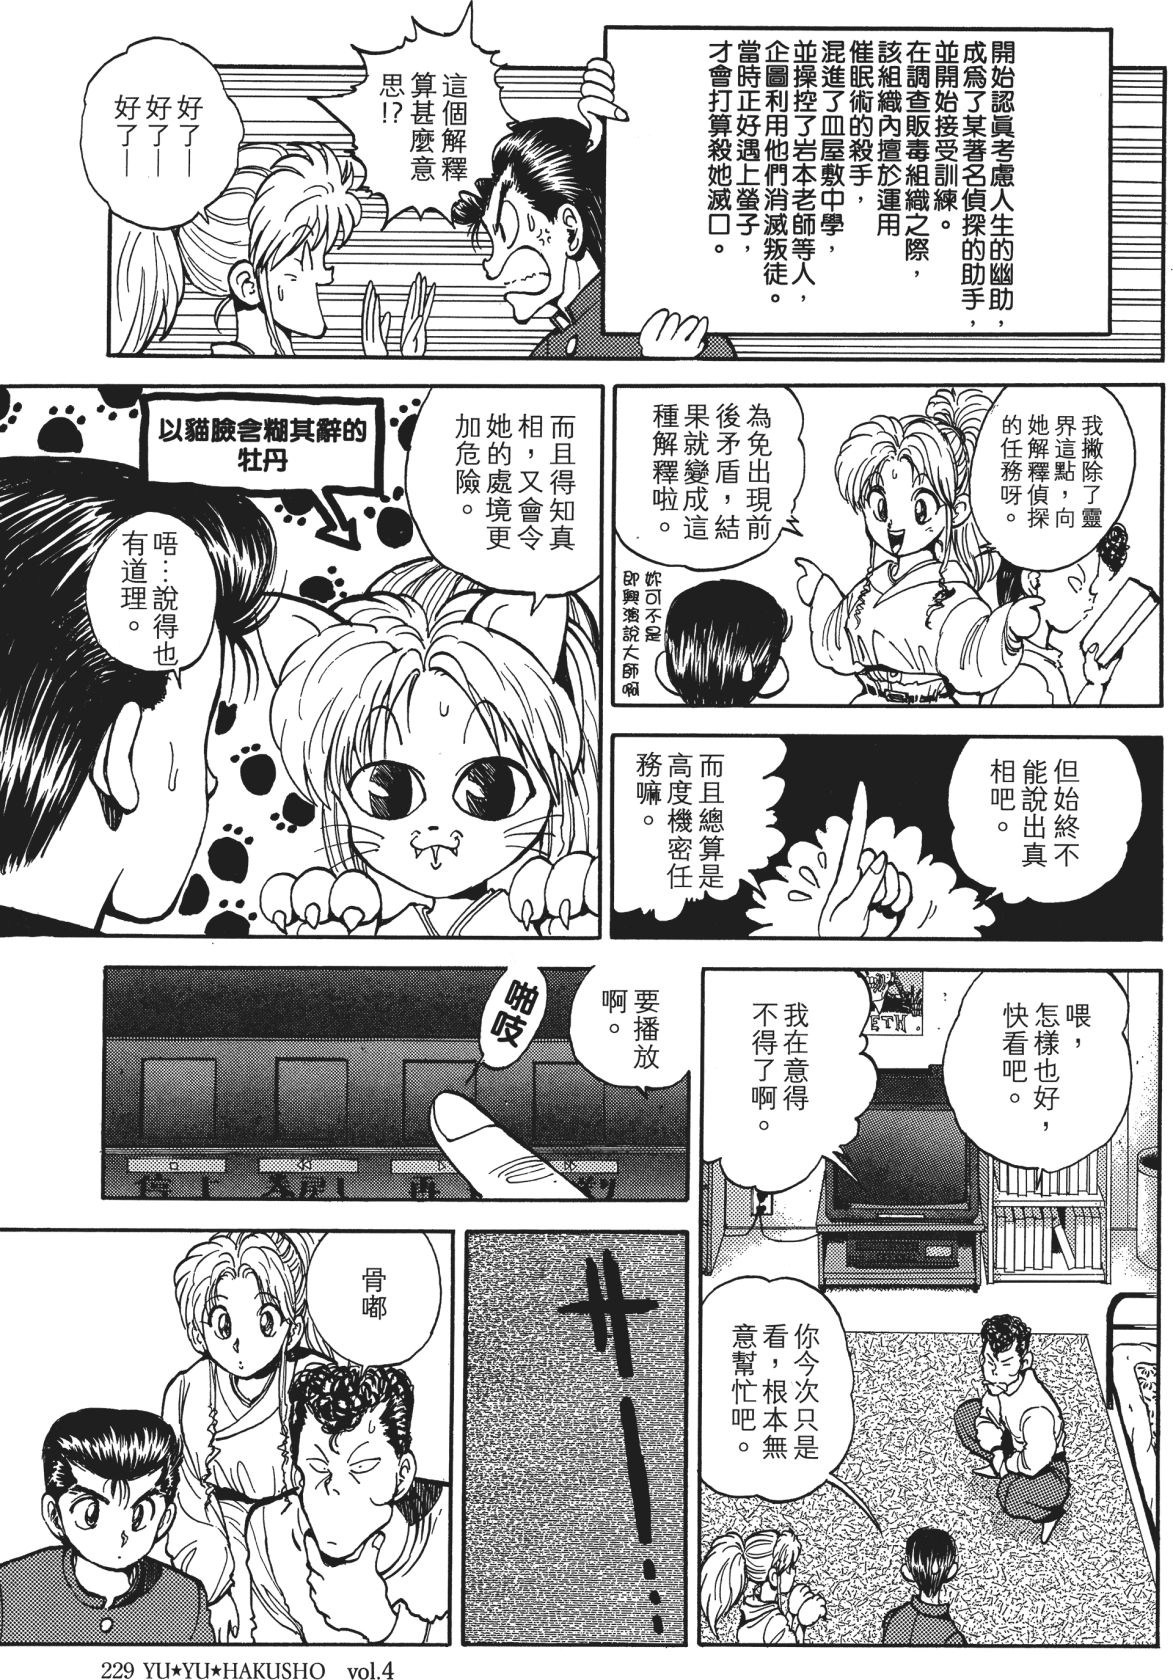 開始認真考慮人生的幽助，
成為了某著名偵探的助手，
並開始接受訓練。
在調查販毒組織之際，
該組織內擅於運用
催眠術的殺手，
混進了皿屋敷中學，
並操控了岩本老師等人，
企圖利用他們消滅叛徒。
當時正好遇上螢子，
才會打算殺她滅口。
這個解釋
算甚麼意
思!?
好了—
好了—
好了—
我撇除了靈
界這點，向
她解釋偵探
的任務呀。
為免出現前
後矛盾，結
果就變成這
種解釋啦。
妳可不是
即興演說大師啊
而且得知真
相，又會令
她的處境更
加危險。
以貓臉含糊其辭的
牡丹
唔…說得也
有道理。
但始終不
能說出真
相吧。
而且總算是
高度機密任
務嘛。
喂，
怎樣也好，
快看吧。
我在意得
不得了啊。
ETH.
你今次只是
看，根本無
意幫忙吧。
要播放
啊。
啪吱
停止
骨嘟
229 YU★YU★HAKUSHO vol.4